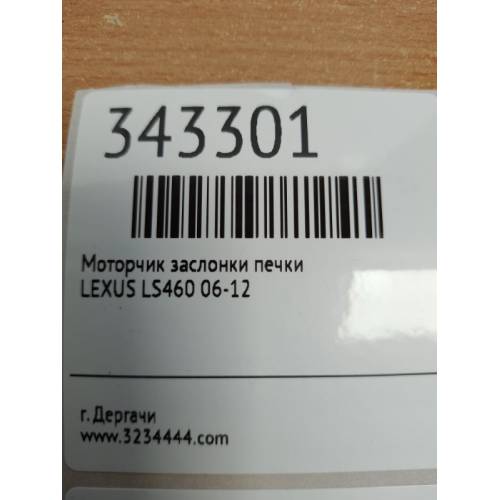 343301
Моторчик заслонки печки
LEXUS LS460 06-12
г. Дергачи
www.3234444.com